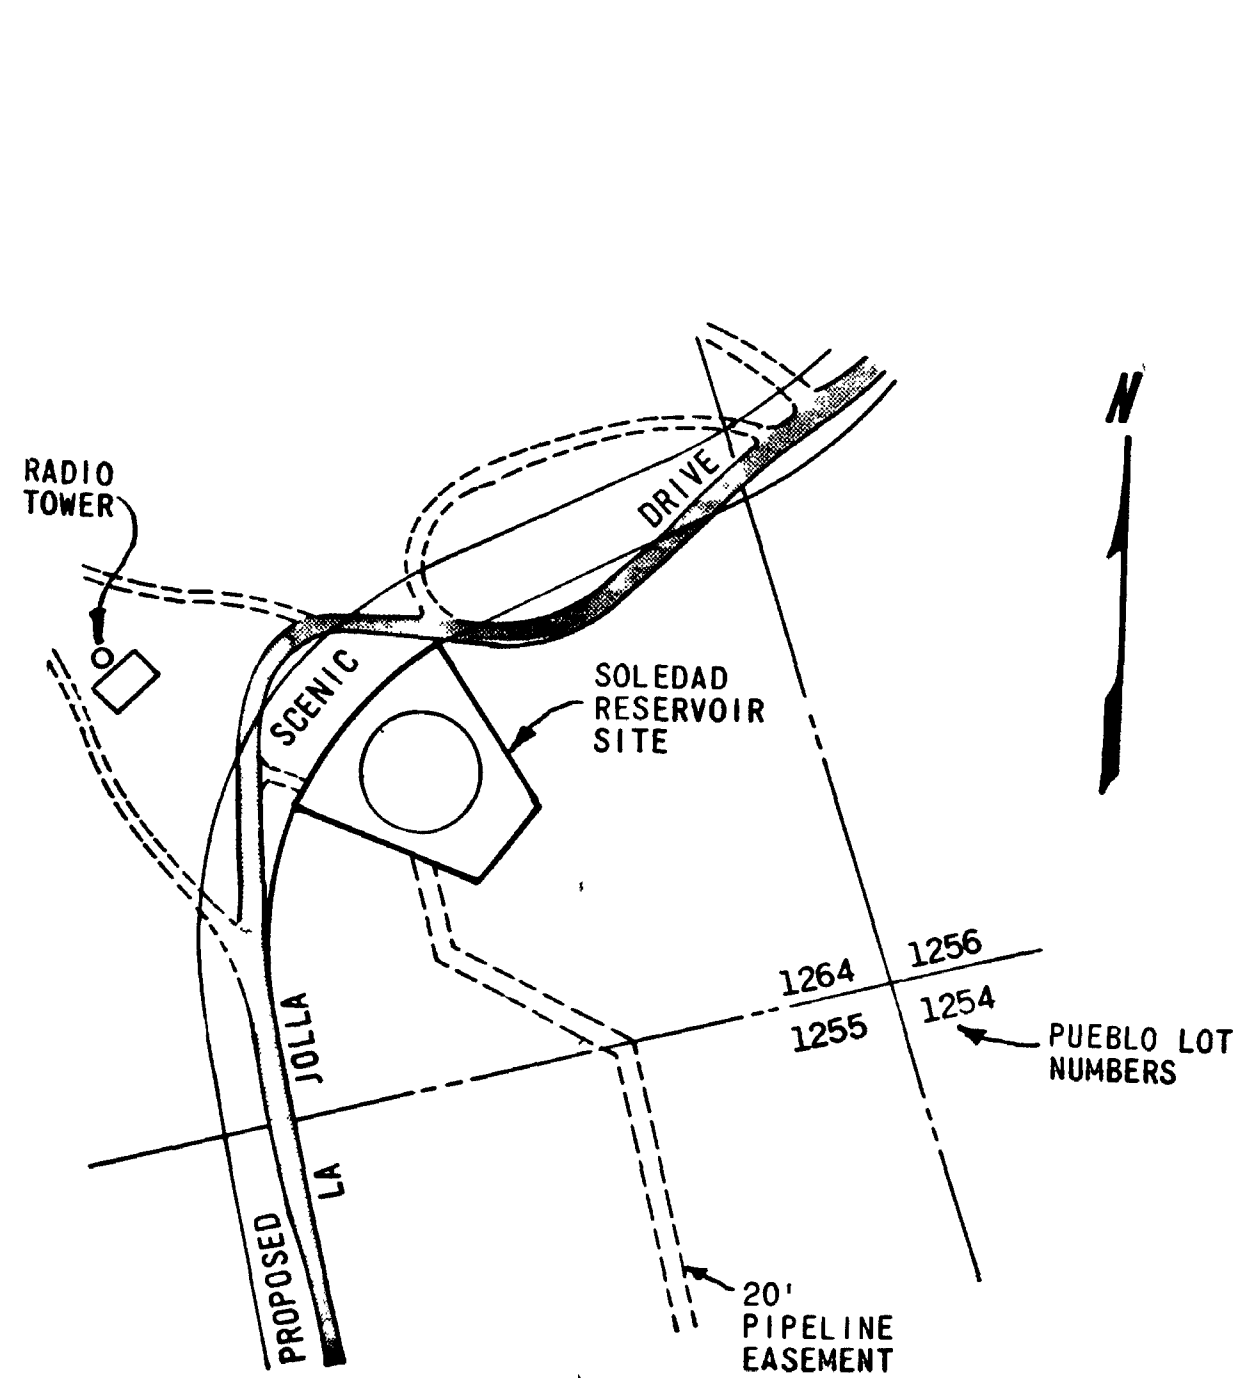 N
RADIO
TOWER
DRIVE
SCENIC
SOLEDAD
RESERVOIR
SITE
1264
1256
1255
1254
PUEBLO LOT
NUMBERS
JOLLA
LA
PROPOSED
20'
PIPELINE
EASEMENT